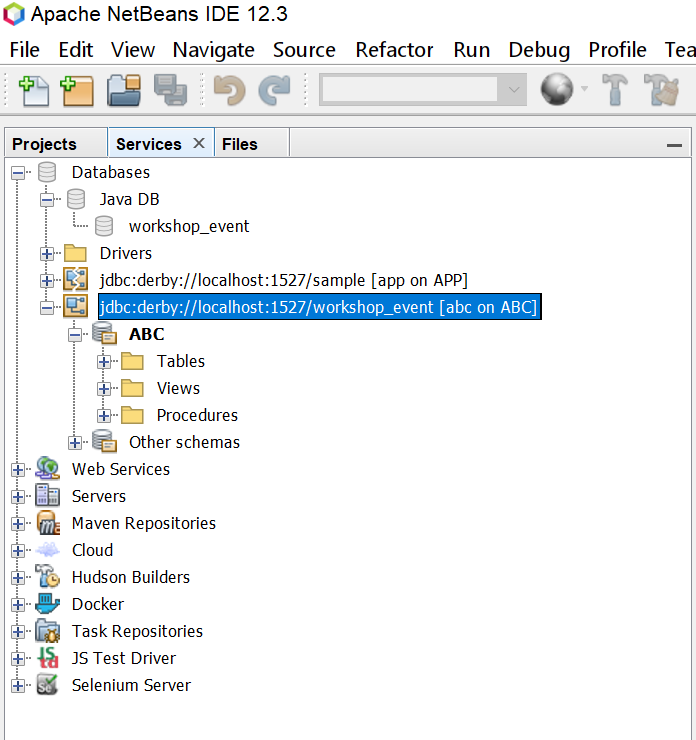 Apache NetBeans IDE 12.3
File Edit View Navigate Source Refactor Run Debug Profile Tea
Projects Services Files
Databases
Java DB
workshop_event
Drivers
jdbc:derby://localhost:1527/sample [app on APP]
jdbc:derby://localhost:1527/workshop_event [abc on ABC]
ABC
Tables
Views
Procedures
Other schemas
Web Services
Servers
Maven Repositories
Cloud
Hudson Builders
Docker
Task Repositories
JS Test Driver
Selenium Server